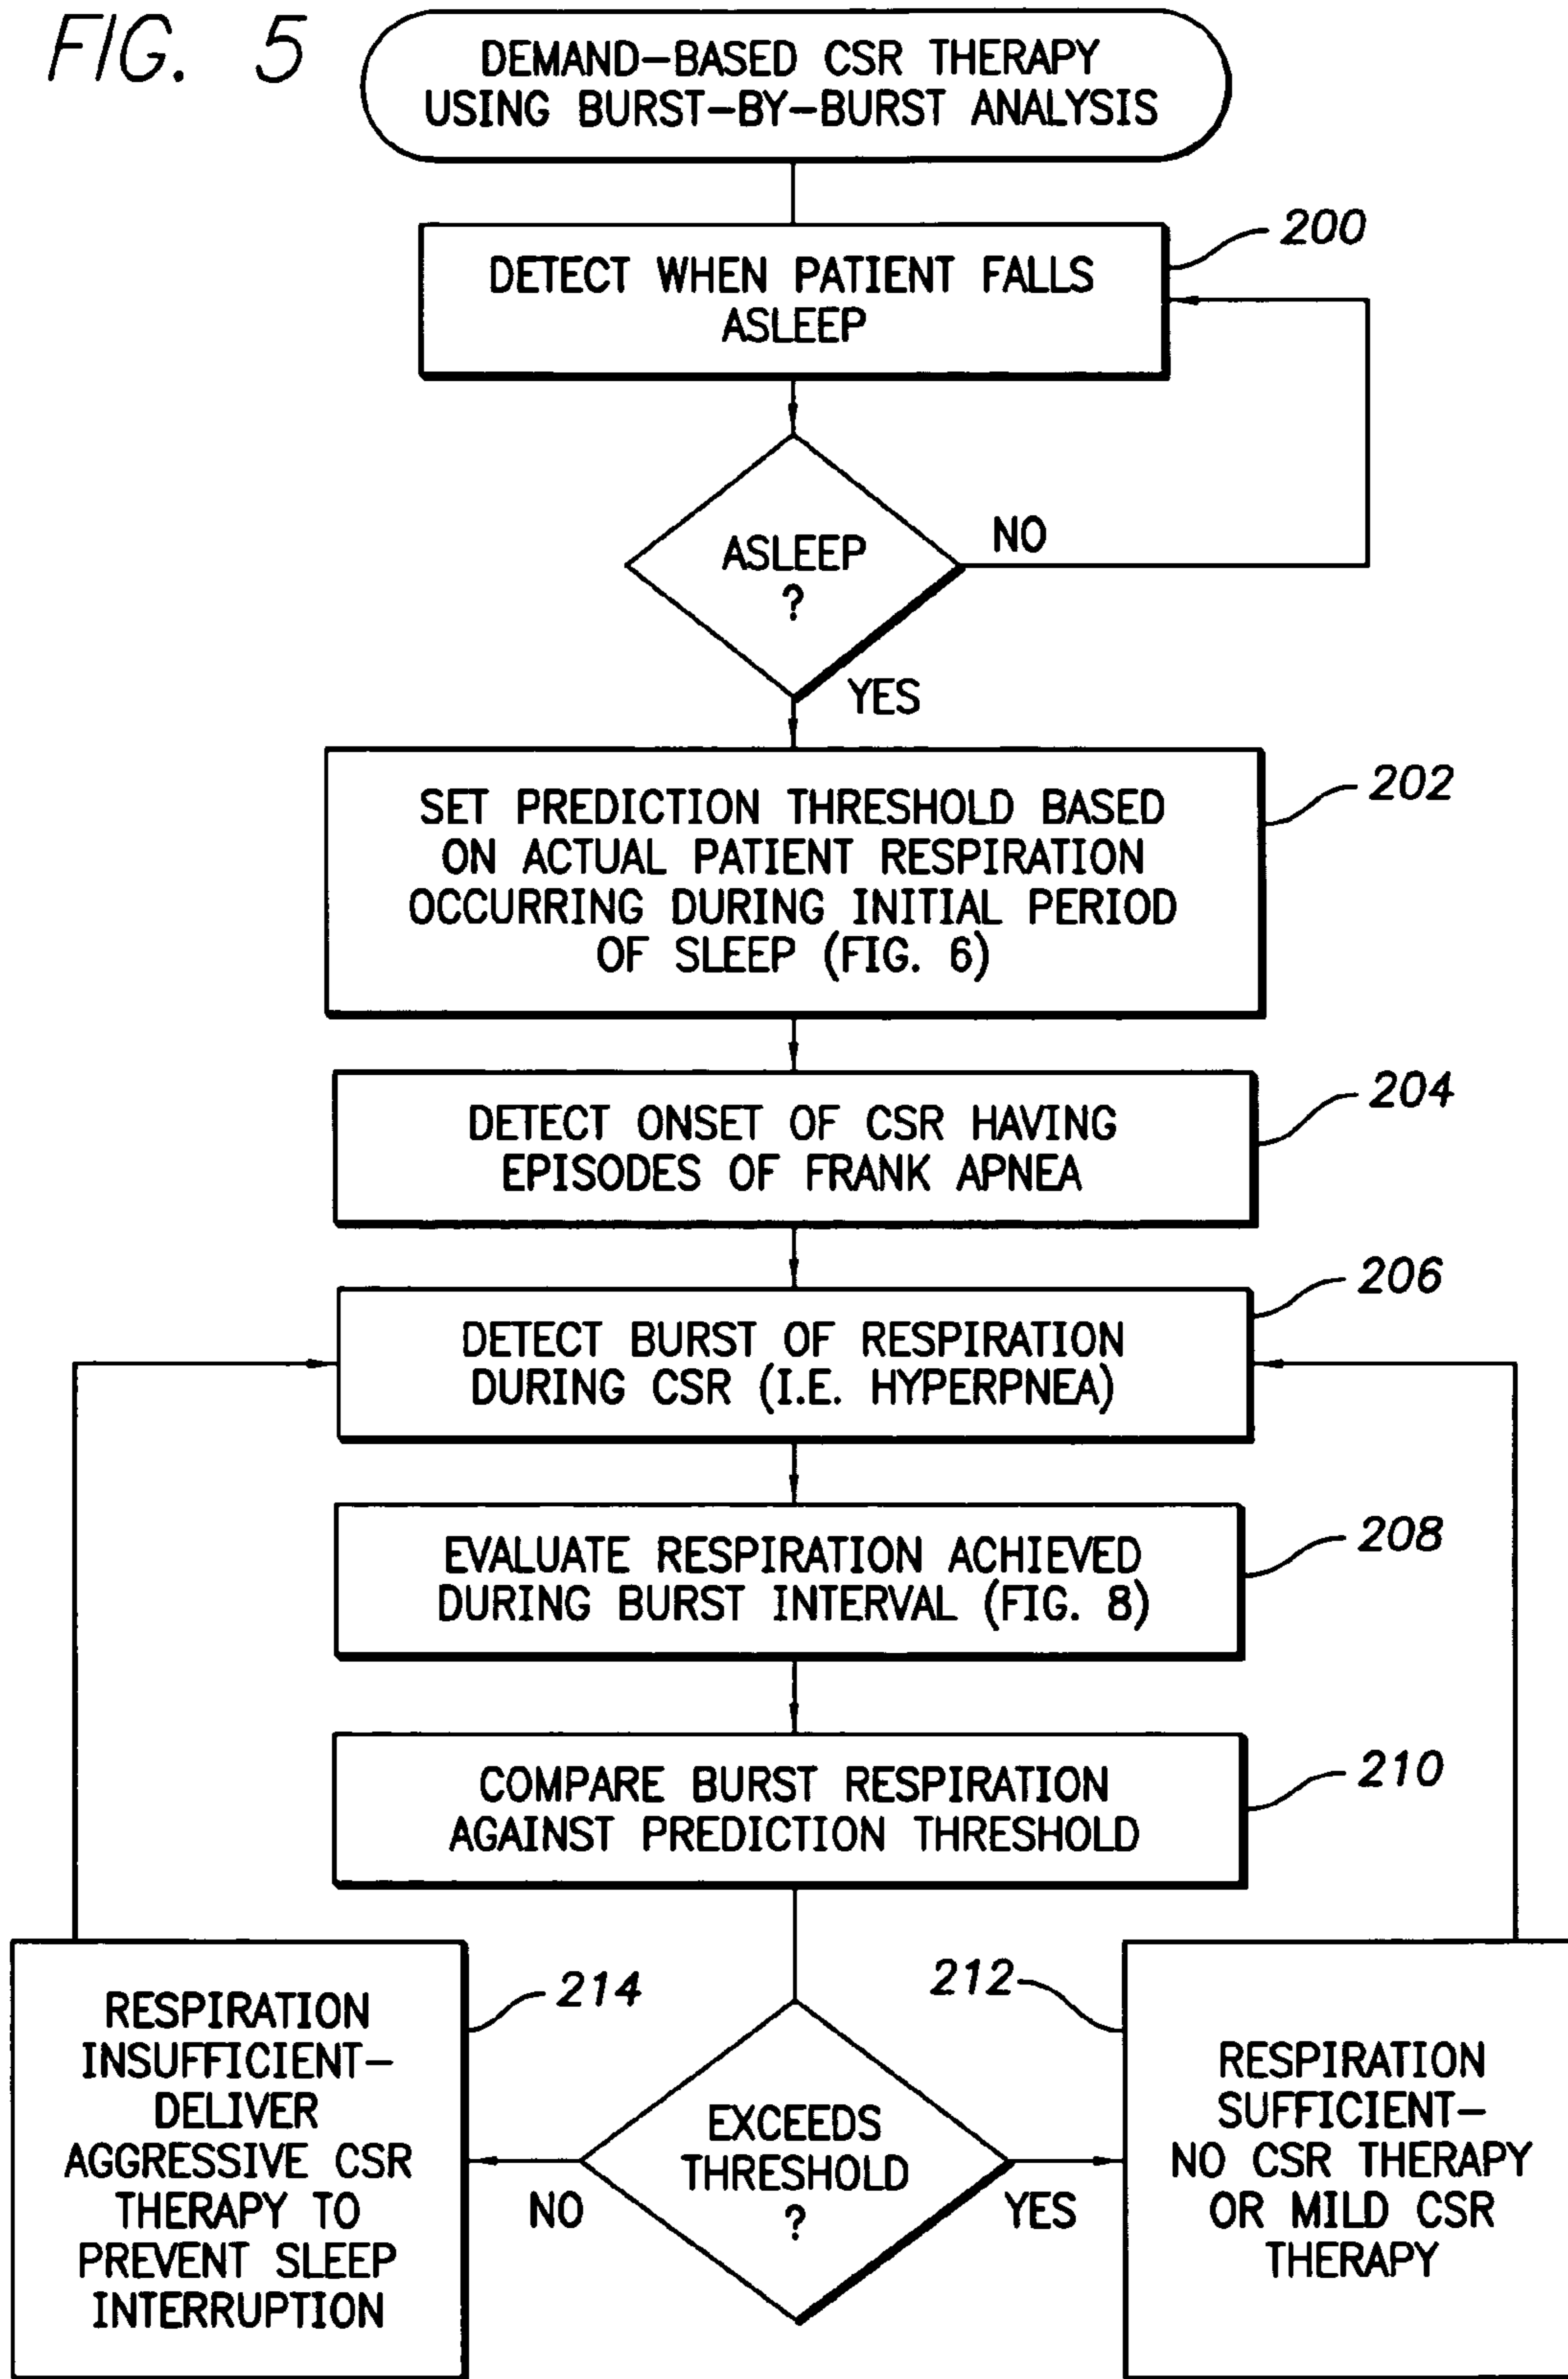 FIG. 5
DEMAND-BASED CSR THERAPY
USING BURST-BY-BURST ANALYSIS
200
DETECT WHEN PATIENT FALLS
ASLEEP
ASLEEP
?
NO
YES
202
SET PREDICTION THRESHOLD BASED
ON ACTUAL PATIENT RESPIRATION
OCCURRING DURING INITIAL PERIOD
OF SLEEP (FIG. 6)
204
DETECT ONSET OF CSR HAVING
EPISODES OF FRANK APNEA
206
DETECT BURST OF RESPIRATION
DURING CSR (I.E. HYPERPNEA)
208
EVALUATE RESPIRATION ACHIEVED
DURING BURST INTERVAL (FIG. 8)
210
COMPARE BURST RESPIRATION
AGAINST PREDICTION THRESHOLD
214
RESPIRATION
INSUFFICIENT-
DELIVER
AGGRESSIVE CSR
THERAPY TO
PREVENT SLEEP
INTERRUPTION
NO
EXCEEDS
THRESHOLD
?
YES
212
RESPIRATION
SUFFICIENT-
NO CSR THERAPY
OR MILD CSR
THERAPY